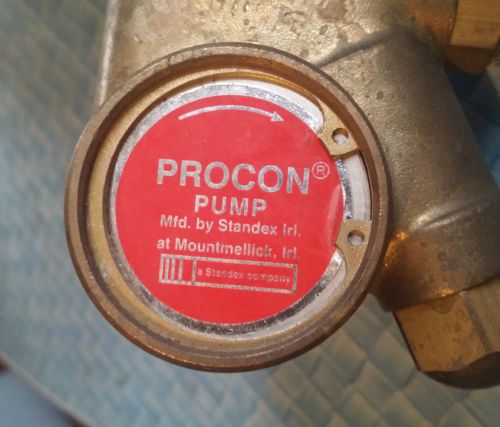 PROCON®
PUMP
Mfd. by Standex Irl.
at Mountmellick, Irl.
a Standex company